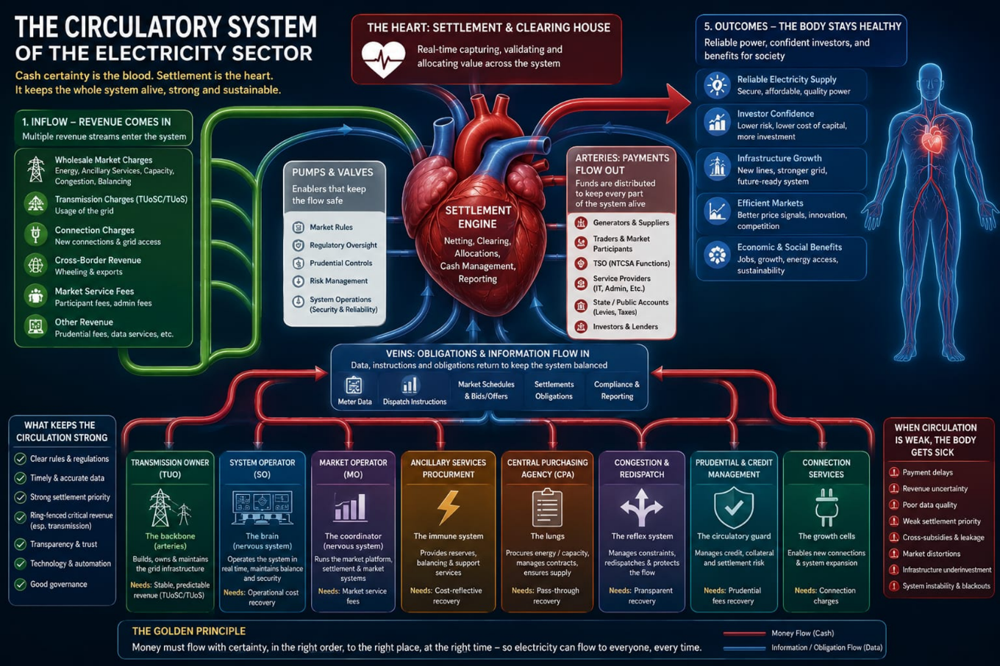 THE CIRCULATORY SYSTEM
OF THE ELECTRICITY SECTOR
Cash certainty is the blood. Settlement is the heart.
It keeps the whole system alive, strong and sustainable.
THE HEART: SETTLEMENT & CLEARING HOUSE
Real-time capturing, validating and
allocating value across the system
5. OUTCOMES – THE BODY STAYS HEALTHY
Reliable power, confident investors, and
benefits for society
Reliable Electricity Supply
Secure, affordable, quality power
Investor Confidence
Lower risk, lower cost of capital,
more investment
Infrastructure Growth
New lines, stronger grid,
future-ready system
Efficient Markets
Better price signals, innovation,
competition
Economic & Social Benefits
Jobs, growth, energy access,
sustainability
1. INFLOW – REVENUE COMES IN
Multiple revenue streams enter the system
Wholesale Market Charges
Energy, Ancillary Services, Capacity,
Congestion, Balancing
Transmission Charges (TUoSC/TUoS)
Usage of the grid
Connection Charges
New connections & grid access
Cross-Border Revenue
Wheeling & exports
Market Service Fees
Participant fees, admin fees
Other Revenue
Prudential fees, data services, etc.
PUMPS & VALVES
Enablers that keep
the flow safe
Market Rules
Regulatory Oversight
Prudential Controls
Risk Management
System Operations
(Security & Reliability)
SETTLEMENT
ENGINE
Netting, Clearing,
Allocations,
Cash Management,
Reporting
ARTERIES: PAYMENTS
FLOW OUT
Funds are distributed
to keep every part
of the system alive
Generators & Suppliers
Traders & Market
Participants
TSO (NTCSA Functions)
Service Providers
(IT, Admin, Etc.)
State / Public Accounts
(Levies, Taxes)
Investors & Lenders
VEINS: OBLIGATIONS & INFORMATION FLOW IN
Data, instructions and obligations return to keep the system balanced
Meter Data
Dispatch Instructions
Market Schedules
& Bids/Offers
Settlements
Obligations
Compliance &
Reporting
WHAT KEEPS THE
CIRCULATION STRONG
Clear rules & regulations
Timely & accurate data
Strong settlement priority
Ring-fenced critical revenue
(esp. transmission)
Transparency & trust
Technology & automation
Good governance
TRANSMISSION OWNER
(TUO)
The backbone
(arteries)
Builds, owns & maintains
the grid infrastructure
Needs: Stable, predictable
revenue (TUoSC/TUoS)
SYSTEM OPERATOR
(SO)
The brain
(nervous system)
Operates the system in
real time, maintains balance
and security
Needs: Operational cost
recovery
MARKET OPERATOR
(MO)
The coordinator
(nervous system)
Runs the market platform,
settlement & market
systems
Needs: Market service
fees
ANCILLARY SERVICES
PROCURMENT
The immune system
Provides reserves,
balancing & support
services
Needs: Cost-reflective
recovery
CENTRAL PURCHASING
AGENCY (CPA)
The lungs
Procures energy / capacity,
manages contracts,
ensures supply
Needs: Pass-through
recovery
CONGESTION &
REDISPATCH
The reflex system
Manages constraints,
redispatches & protects
the flow
Needs: Transparent
recovery
PRUDENTIAL & CREDIT
MANAGEMENT
The circulatory guard
Manages credit, collateral
and settlement risk
Needs: Prudential
fees recovery
CONNECTION
SERVICES
The growth cells
Enables new connections
& system expansion
Needs: Connection
charges
WHEN CIRCULATION
IS WEAK, THE BODY
GETS SICK
Payment delays
Revenue uncertainty
Poor data quality
Weak settlement priority
Cross-subsidies & leakage
Market distortions
Infrastructure underinvestment
System instability & blackouts
THE GOLDEN PRINCIPLE
Money must flow with certainty, in the right order, to the right place, at the right time – so electricity can flow to everyone, every time.
Money Flow (Cash)
Information / Obligation Flow (Data)